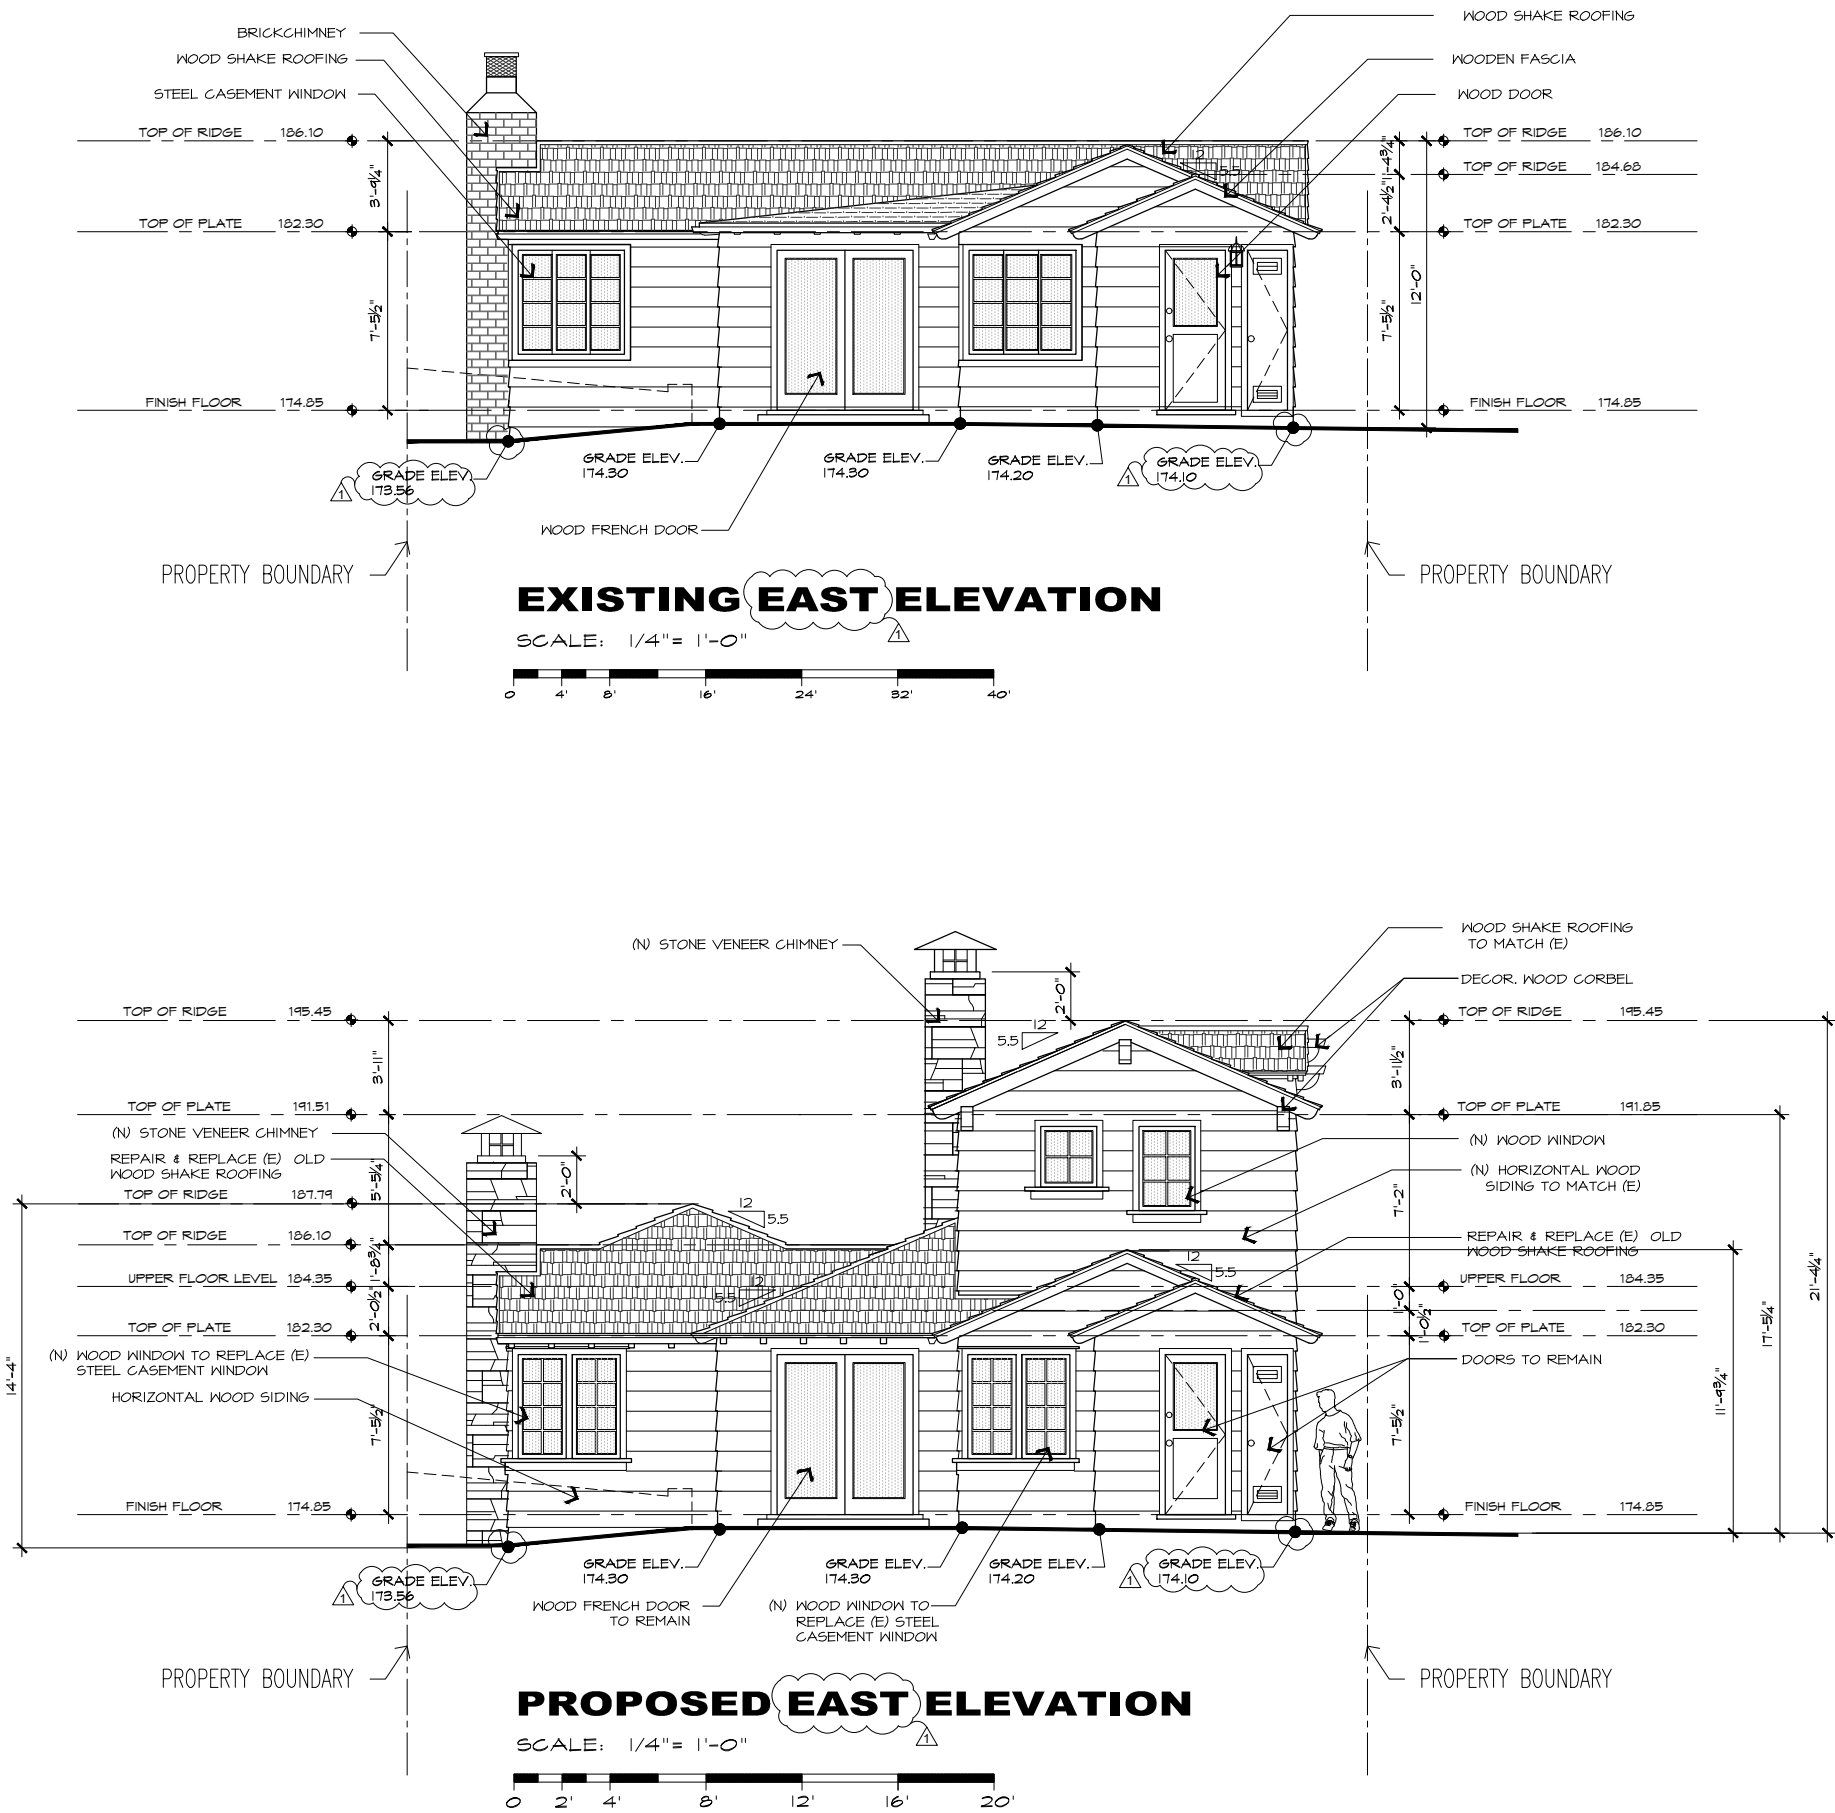 WOOD SHAKE ROOFING
BRICKCHIMNEY
WOOD SHAKE ROOFING
WOODEN FASCIA
STEEL CASEMENT WINDOW
WOOD DOOR
TOP OF RIDGE 186.10
TOP OF RIDGE 186.10
1'-4¾"
12
5.5
TOP OF RIDGE 184.68
3'-9¼"
2'-4½"
TOP OF PLATE 182.30
TOP OF PLATE 182.30
12'-0"
7'-5½"
7'-5½"
FINISH FLOOR 174.85
FINISH FLOOR 174.85
GRADE ELEV.
173.56
1
GRADE ELEV.
174.30
GRADE ELEV.
174.30
GRADE ELEV.
174.20
GRADE ELEV.
174.10
1
WOOD FRENCH DOOR
PROPERTY BOUNDARY
PROPERTY BOUNDARY
EXISTING EAST ELEVATION
1
SCALE: 1/4"= 1'-0"
0 4' 8' 16' 24' 32' 40'
(N) STONE VENEER CHIMNEY
WOOD SHAKE ROOFING
TO MATCH (E)
DECOR. WOOD CORBEL
2'-0"
TOP OF RIDGE 195.45
TOP OF RIDGE 195.45
12
5.5
3'-11"
3'-11½"
TOP OF PLATE 191.51
TOP OF PLATE 191.85
(N) STONE VENEER CHIMNEY
(N) WOOD WINDOW
REPAIR & REPLACE (E) OLD
WOOD SHAKE ROOFING
5'-5¼"
2'-0"
(N) HORIZONTAL WOOD
SIDING TO MATCH (E)
7'-2"
TOP OF RIDGE 187.79
12
5.5
TOP OF RIDGE 186.10
REPAIR & REPLACE (E) OLD
WOOD SHAKE ROOFING
1'-8¾"
12
5.5
UPPER FLOOR LEVEL 184.35
UPPER FLOOR 184.35
12
5.5
2'-0½"
1'-0"
1'-0½"
21'-4¼"
17'-5¼"
TOP OF PLATE 182.30
TOP OF PLATE 182.30
(N) WOOD WINDOW TO REPLACE (E)
STEEL CASEMENT WINDOW
DOORS TO REMAIN
14'-4"
HORIZONTAL WOOD SIDING
11'-9¾"
7'-5½"
7'-5½"
FINISH FLOOR 174.85
FINISH FLOOR 174.85
GRADE ELEV.
173.56
1
GRADE ELEV.
174.30
GRADE ELEV.
174.30
GRADE ELEV.
174.20
GRADE ELEV.
174.10
1
WOOD FRENCH DOOR
TO REMAIN
(N) WOOD WINDOW TO
REPLACE (E) STEEL
CASEMENT WINDOW
PROPERTY BOUNDARY
PROPERTY BOUNDARY
PROPOSED EAST ELEVATION
1
SCALE: 1/4"= 1'-0"
0 2' 4' 8' 12' 16' 20'